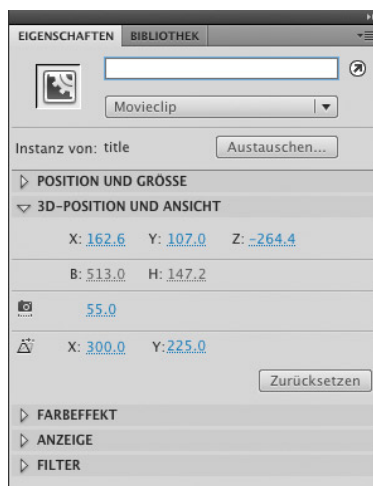 EIGENSCHAFTEN BIBLIOTHEK
Movieclip
Instanz von: title Austauschen...
POSITION UND GRÖSSE
3D-POSITION UND ANSICHT
X: 162.6 Y: 107.0 Z: -264.4
B: 513.0 H: 147.2
55.0
X: 300.0 Y:225.0
Zurücksetzen
FARBEFFEKT
ANZEIGE
FILTER